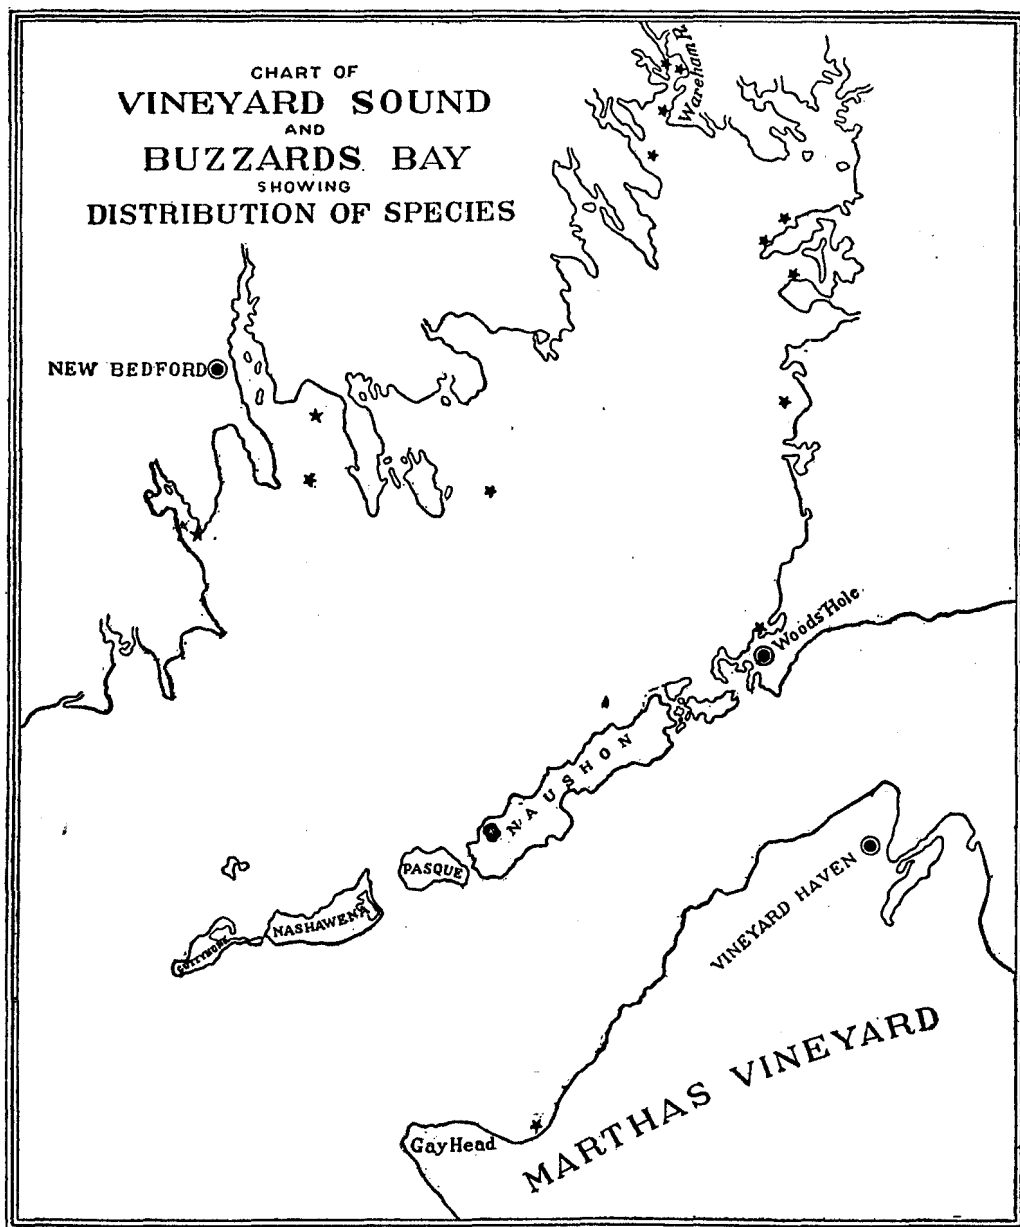 CHART OF
VINEYARD SOUND
AND
BUZZARDS BAY
SHOWING
DISTRIBUTION OF SPECIES
Wareham R.
NEW BEDFORD
Woods Hole
NAUSHON
PASQUE
NASHAWENA
VINEYARD HAVEN
MARTHAS VINEYARD
Gay Head